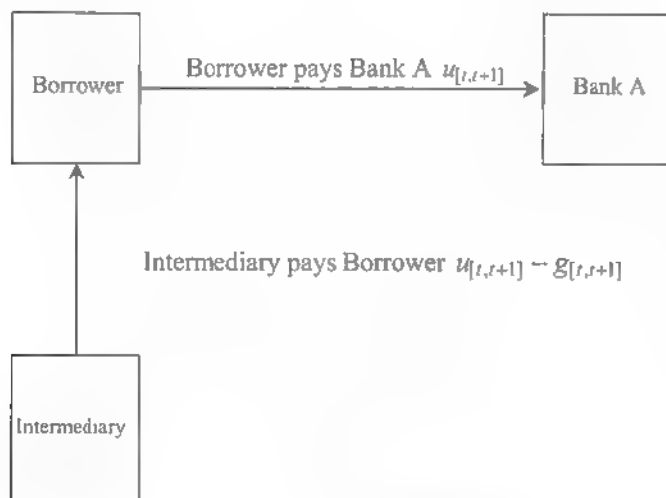 Borrower
Borrower pays Bank A u[t,t+1]
Bank A
Intermediary pays Borrower u[t,t+1] − g[t,t+1]
Intermediary